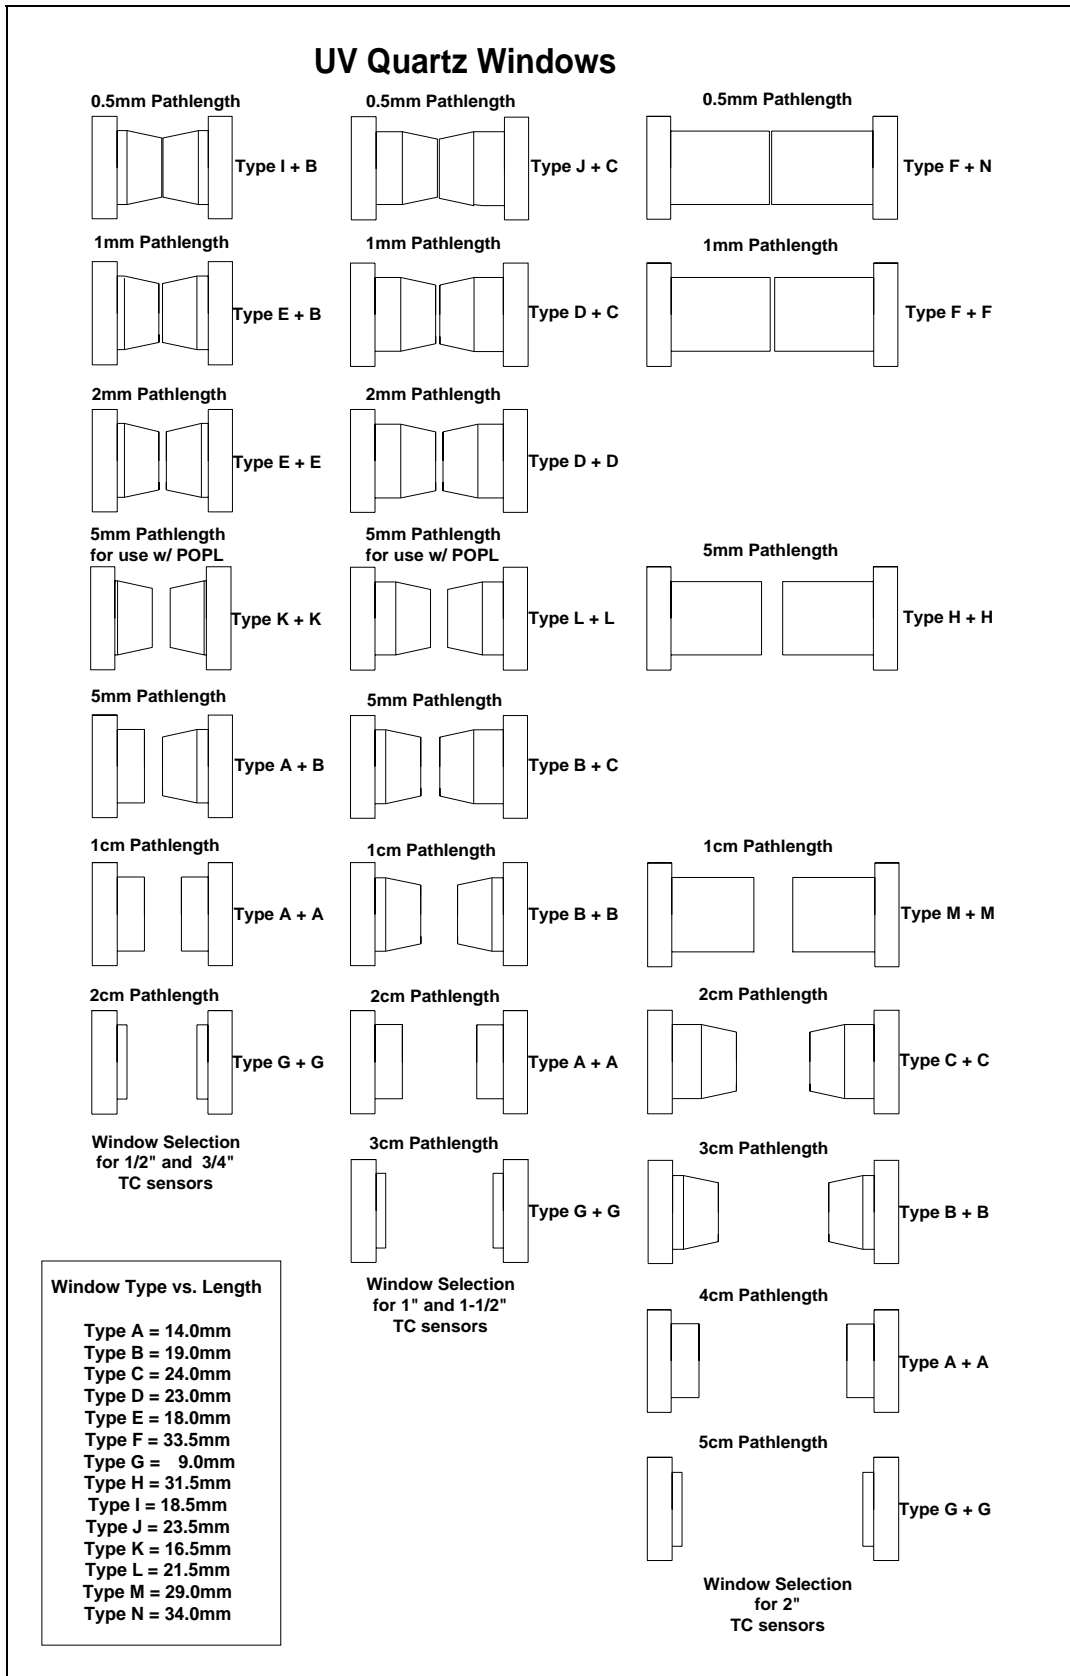 UV Quartz Windows
0.5mm Pathlength
Type I + B
1mm Pathlength
Type E + B
2mm Pathlength
Type E + E
5mm Pathlength
for use w/ POPL
Type K + K
5mm Pathlength
Type A + B
1cm Pathlength
Type A + A
2cm Pathlength
Type G + G
Window Selection
for 1/2" and 3/4"
TC sensors
0.5mm Pathlength
Type J + C
1mm Pathlength
Type D + C
2mm Pathlength
Type D + D
5mm Pathlength
for use w/ POPL
Type L + L
5mm Pathlength
Type B + C
1cm Pathlength
Type B + B
2cm Pathlength
Type A + A
3cm Pathlength
Type G + G
Window Selection
for 1" and 1-1/2"
TC sensors
0.5mm Pathlength
Type F + N
1mm Pathlength
Type F + F
5mm Pathlength
Type H + H
1cm Pathlength
Type M + M
2cm Pathlength
Type C + C
3cm Pathlength
Type B + B
4cm Pathlength
Type A + A
5cm Pathlength
Type G + G
Window Selection
for 2"
TC sensors
Window Type vs. Length
Type A = 14.0mm
Type B = 19.0mm
Type C = 24.0mm
Type D = 23.0mm
Type E = 18.0mm
Type F = 33.5mm
Type G = 9.0mm
Type H = 31.5mm
Type I = 18.5mm
Type J = 23.5mm
Type K = 16.5mm
Type L = 21.5mm
Type M = 29.0mm
Type N = 34.0mm